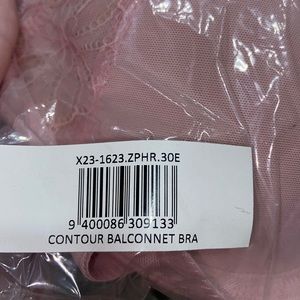 X23-1623.ZPHR.30E
9 400086 309133
CONTOUR BALCONNET BRA